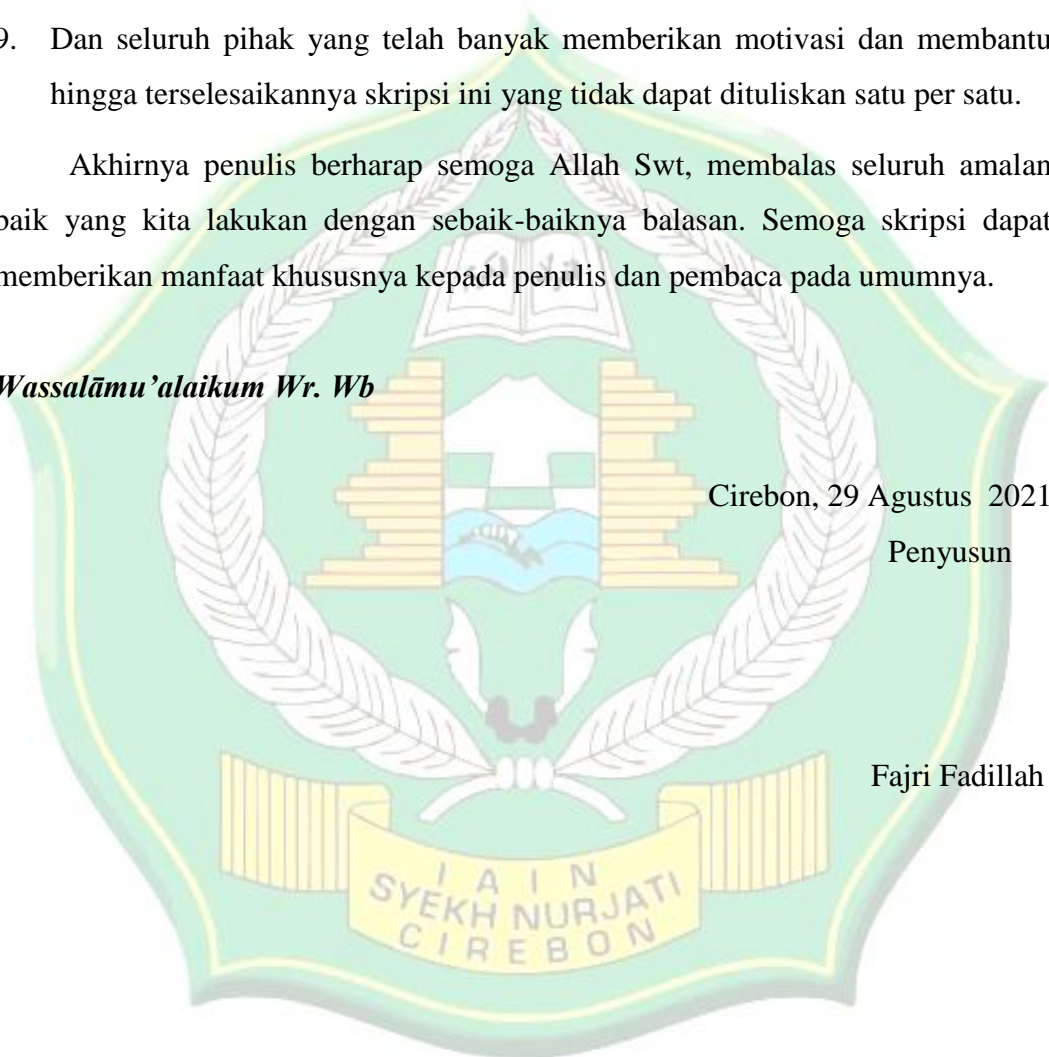 9. Dan seluruh pihak yang telah banyak memberikan motivasi dan membantu
hingga terselesaikannya skripsi ini yang tidak dapat dituliskan satu per satu.
Akhirnya penulis berharap semoga Allah Swt, membalas seluruh amalan
baik yang kita lakukan dengan sebaik-baiknya balasan. Semoga skripsi dapat
memberikan manfaat khususnya kepada penulis dan pembaca pada umumnya.
Wassalāmu’alaikum Wr. Wb
Cirebon, 29 Agustus 2021
Penyusun
Fajri Fadillah
IAIN
SYEKH NURJATI
CIREBON